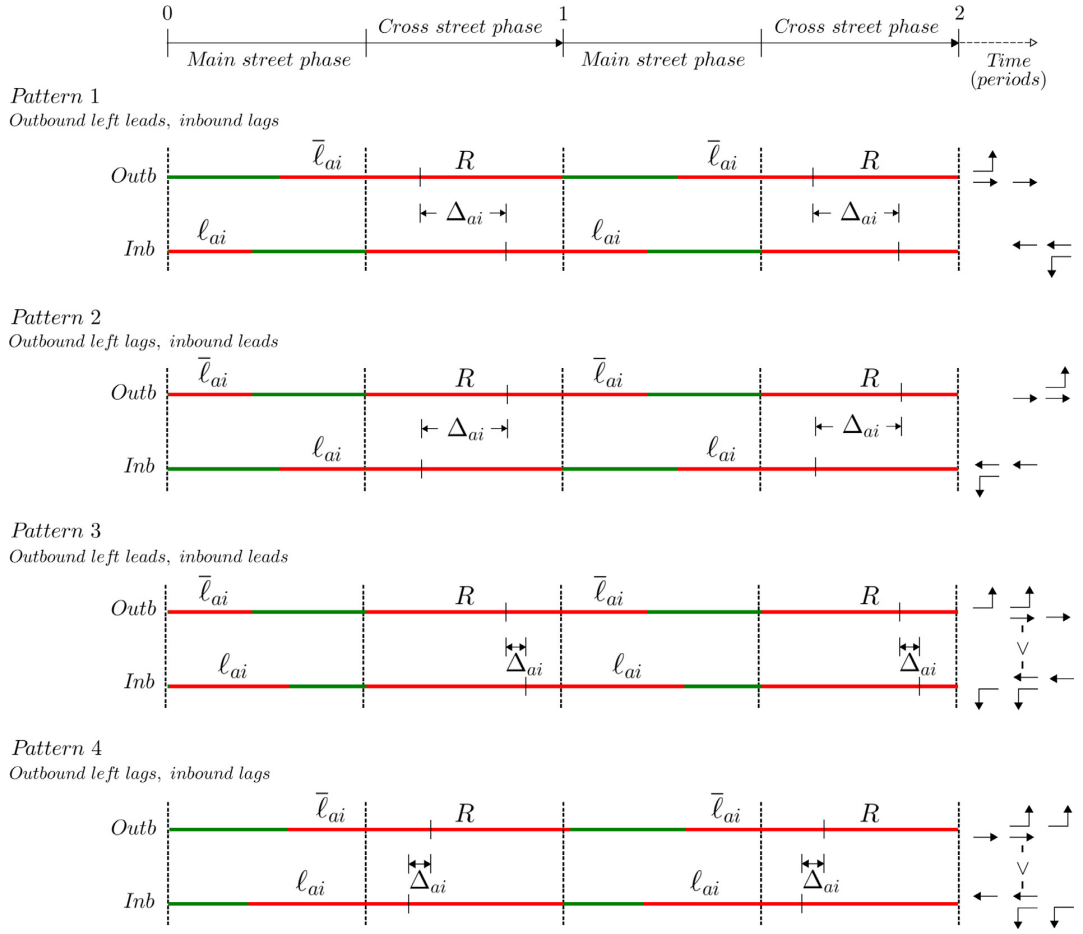 0 1 2
Cross street phase Cross street phase
Main street phase Main street phase Time
(periods)
Pattern 1
Outbound left leads, inbound lags
ℓ̅ₐᵢ R ℓ̅ₐᵢ R
Outb
Δₐᵢ Δₐᵢ
ℓₐᵢ ℓₐᵢ
Inb
Pattern 2
Outbound left lags, inbound leads
ℓ̅ₐᵢ R ℓ̅ₐᵢ R
Outb
Δₐᵢ Δₐᵢ
ℓₐᵢ ℓₐᵢ
Inb
Pattern 3
Outbound left leads, inbound leads
ℓ̅ₐᵢ R ℓ̅ₐᵢ R
Outb
ℓₐᵢ Δₐᵢ ℓₐᵢ Δₐᵢ
Inb
Pattern 4
Outbound left lags, inbound lags
ℓ̅ₐᵢ R ℓ̅ₐᵢ R
Outb
ℓₐᵢ Δₐᵢ ℓₐᵢ Δₐᵢ
Inb